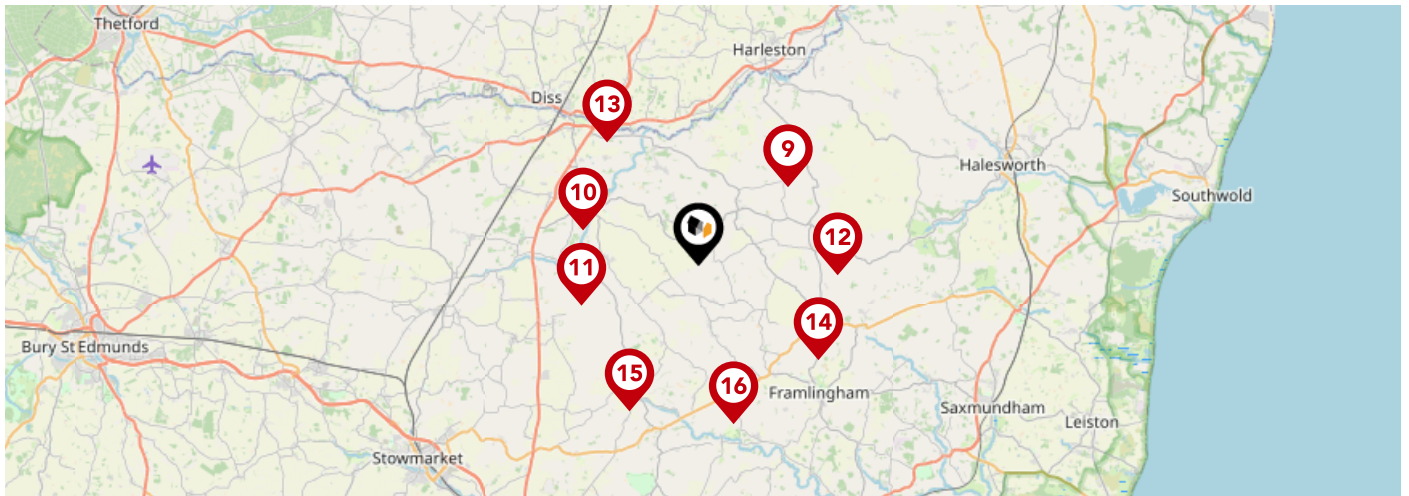 Thetford
Harleston
Diss
13
9
Halesworth
10
Southwold
12
11
14
Bury St Edmunds
15
16
Framlingham
Saxmundham
Leiston
Stowmarket